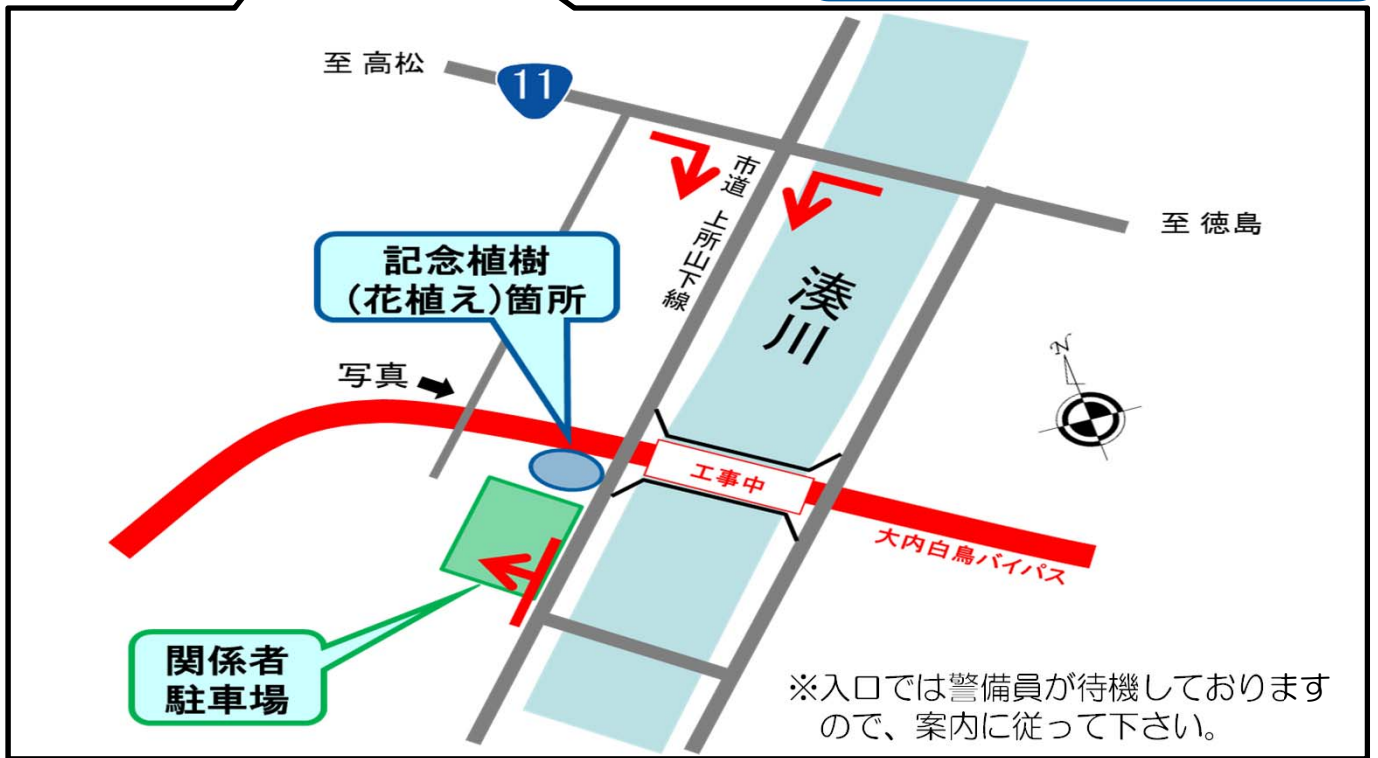 至 高松
11
市道 上所山下線
至 徳島
記念植樹
(花植え)箇所
湊川
N
写真
工事中
大内白鳥バイパス
関係者
駐車場
※入口では警備員が待機しております
ので、案内に従って下さい。